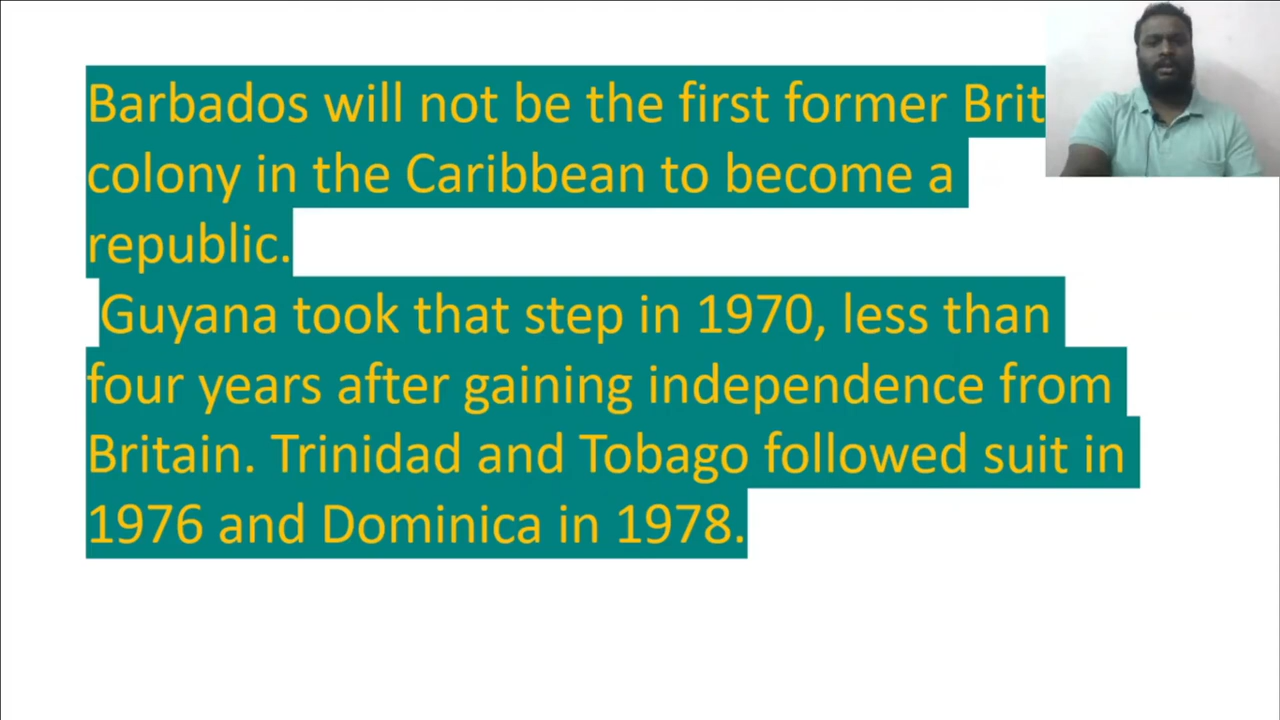 Barbados will not be the first former Brit
colony in the Caribbean to become a
republic.
Guyana took that step in 1970, less than
four years after gaining independence from
Britain. Trinidad and Tobago followed suit in
1976 and Dominica in 1978.